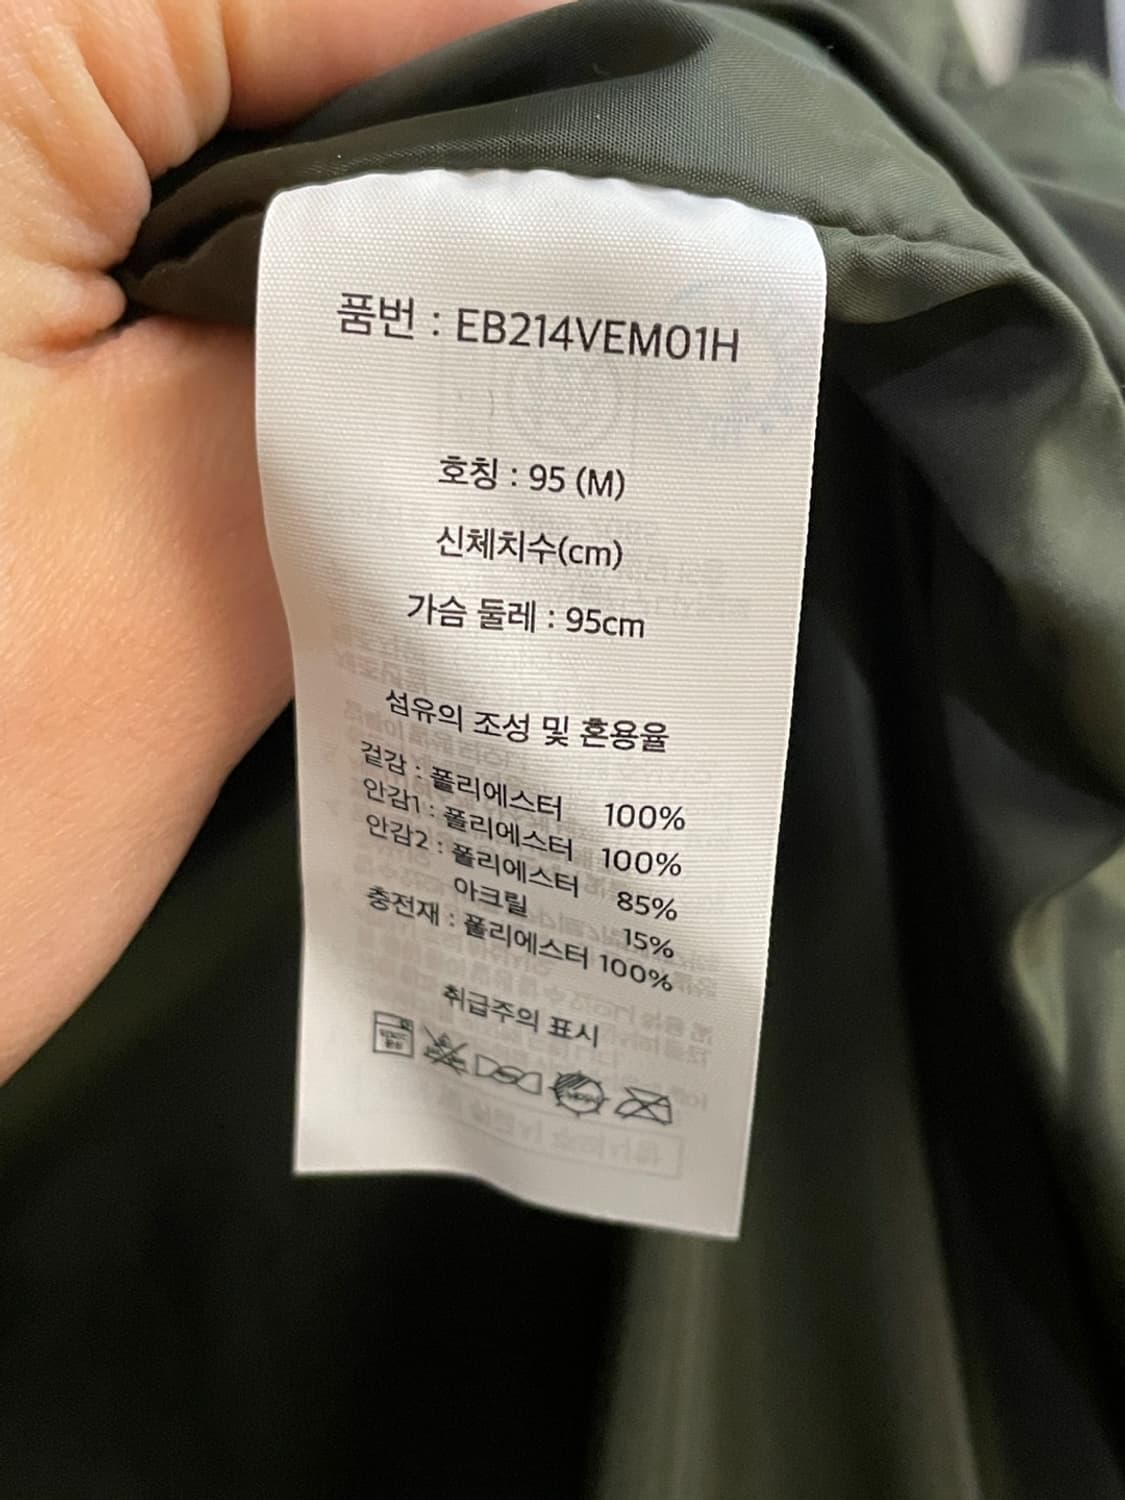 품번 : EB214VEM01H
호칭 : 95 (M)
신체치수(cm)
가슴 둘레 : 95cm
섬유의 조성 및 혼용율
겉감 : 폴리에스터 100%
안감1 : 폴리에스터 100%
안감2 : 폴리에스터 85%
아크릴 15%
충전재 : 폴리에스터 100%
취급주의 표시